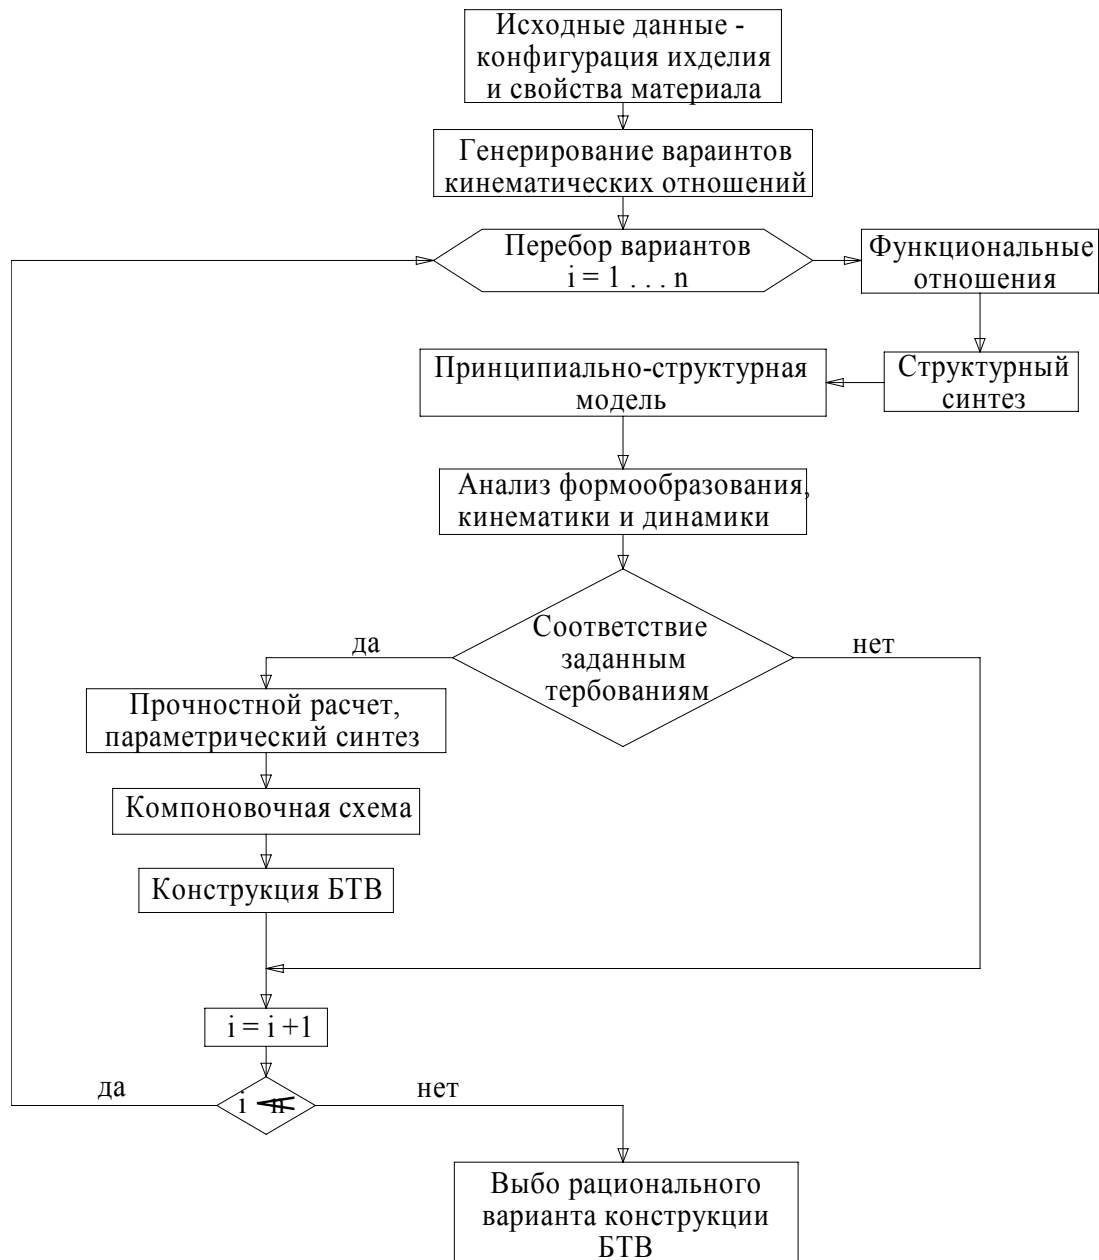 Исходные данные -
конфигурация ихделия
и свойства материала
Генерирование вараинтов
кинематических отношений
Перебор вариантов
i = 1 . . . n
Функциональные
отношения
Структурный
синтез
Принципиально-структурная
модель
Анализ формообразования,
кинематики и динамики
Соответствие
заданным
тербованиям
да
нет
Прочностной расчет,
параметрический синтез
Компоновочная схема
Конструкция БТВ
i = i +1
i < n
да
нет
Выбо рационального
варианта конструкции
БТВ